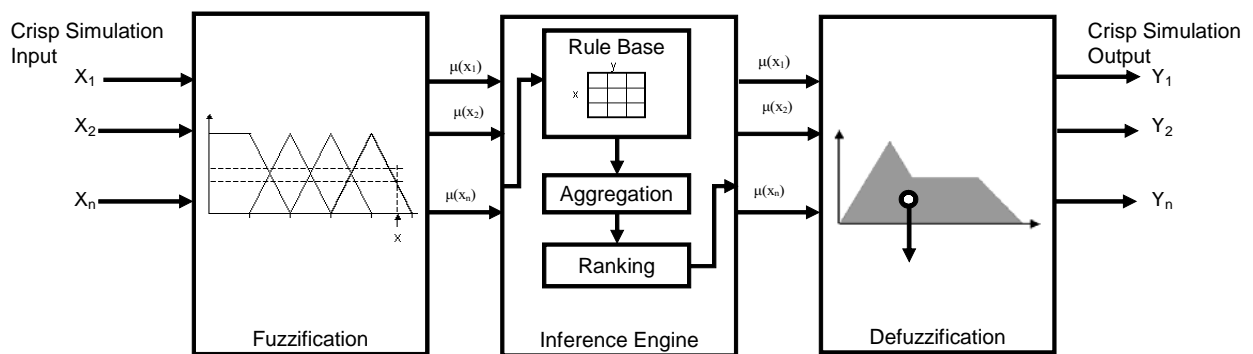 Crisp Simulation
Input
X1
X2
Xn
x
Fuzzification
μ(x1)
μ(x2)
μ(xn)
Rule Base
y
x
Aggregation
Ranking
Inference Engine
μ(x1)
μ(x2)
μ(xn)
Defuzzification
Crisp Simulation
Output
Y1
Y2
Yn